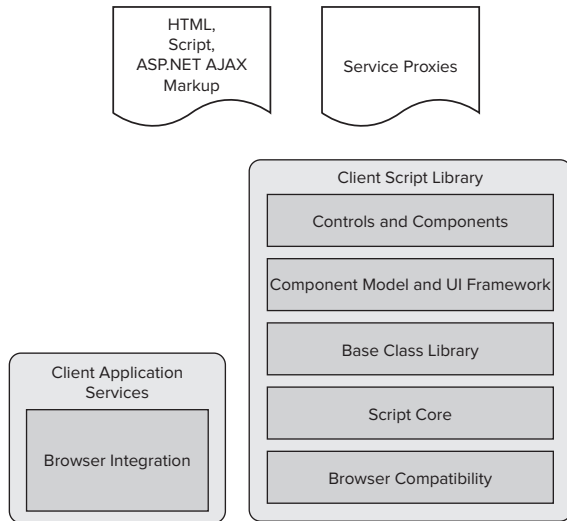 HTML,
Script,
ASP.NET AJAX
Markup
Service Proxies
Client Script Library
Controls and Components
Component Model and UI Framework
Base Class Library
Script Core
Browser Compatibility
Client Application
Services
Browser Integration